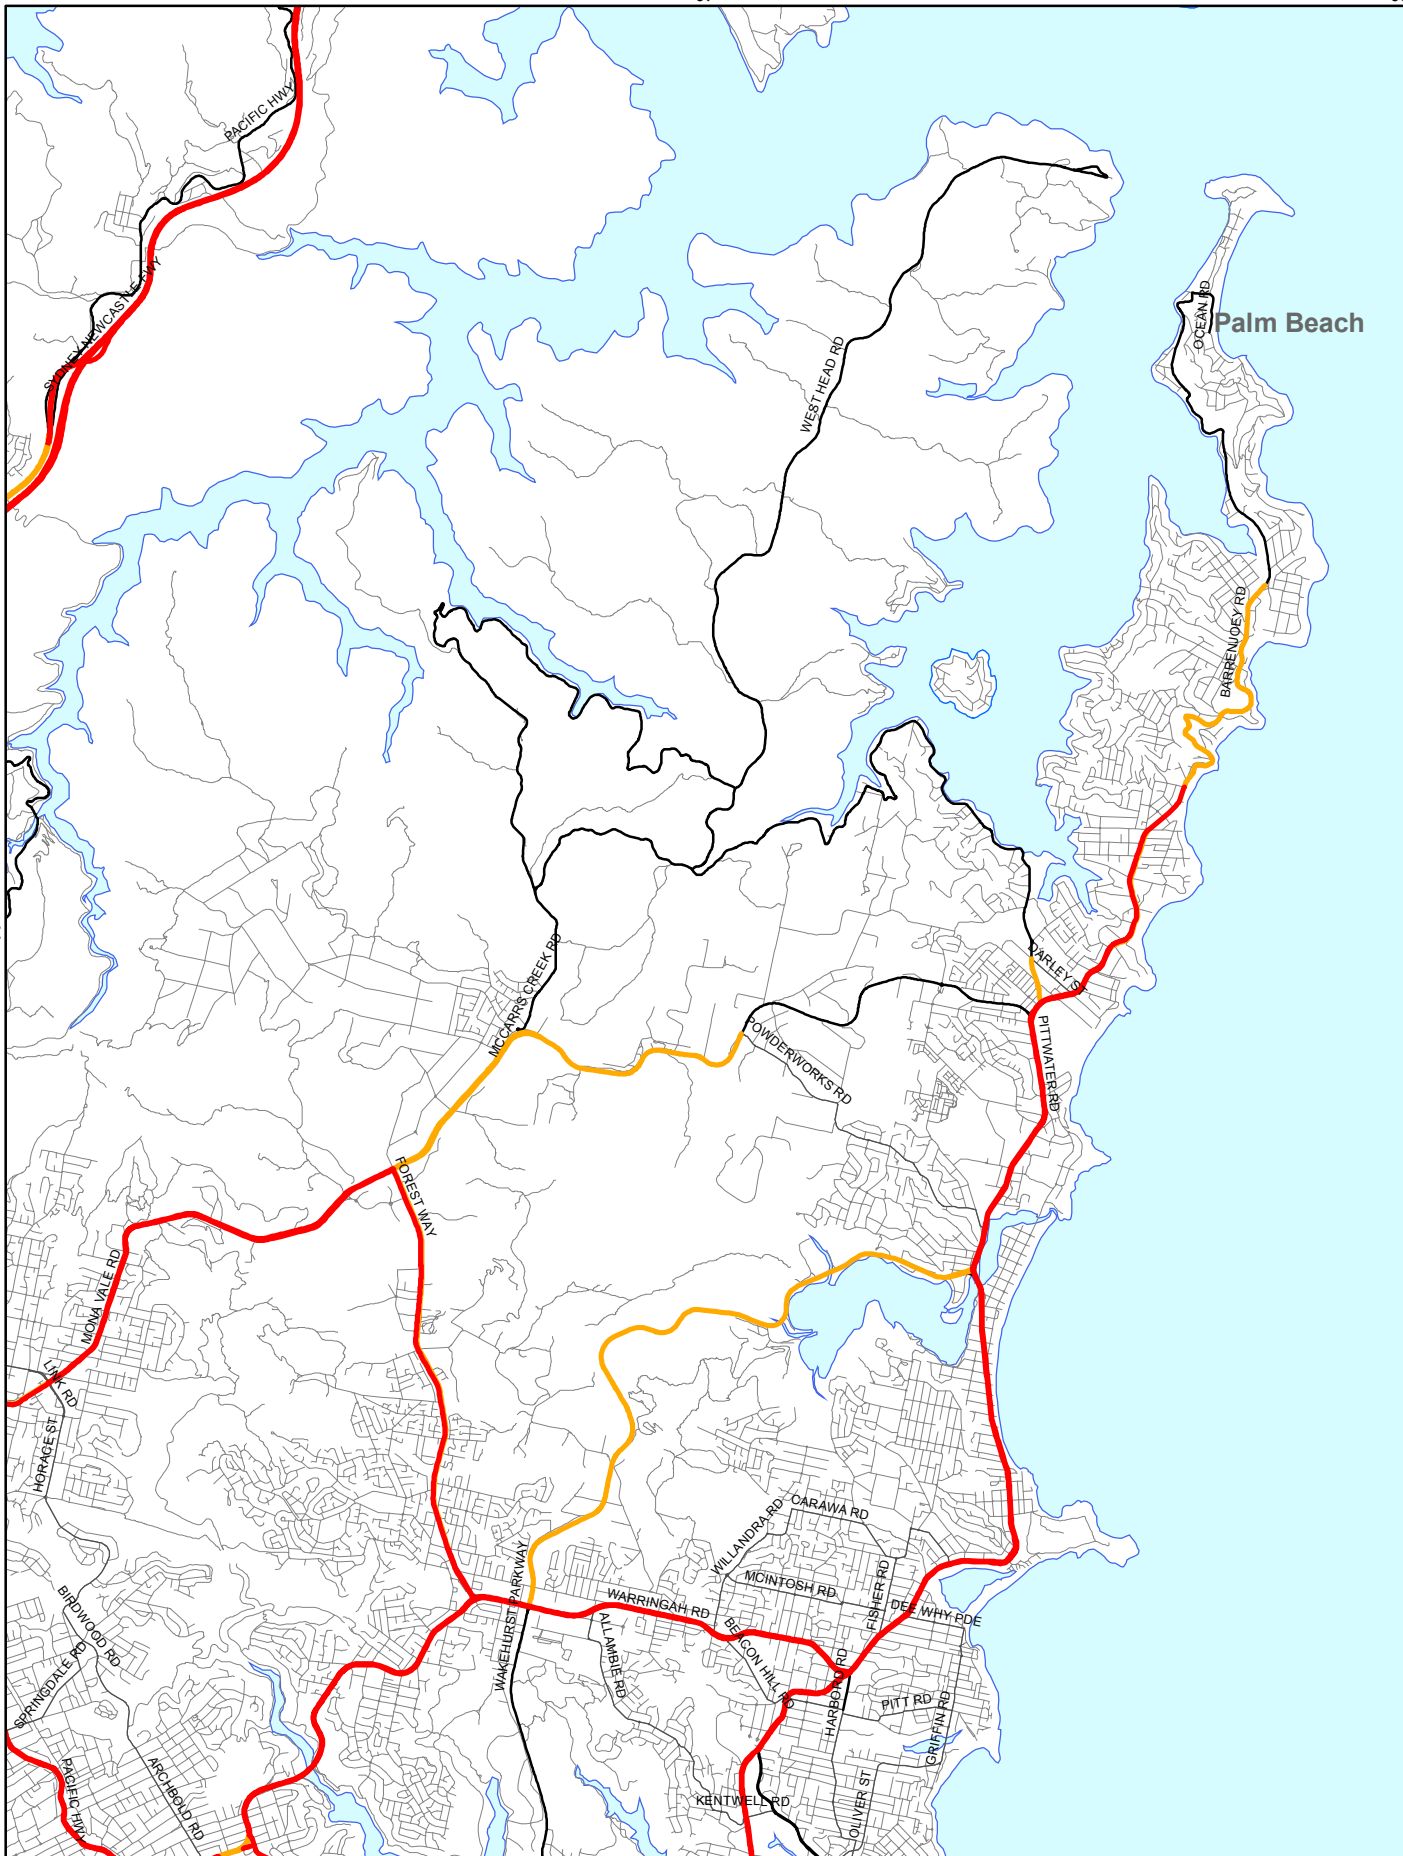 PACIFIC HWY
SYDNEY NEWCASTLE FWY
OCEAN RD
Palm Beach
WEST HEAD RD
BARRENJOEY RD
MCCARRS CREEK RD
DARLEY ST
POWDERWORKS RD
PITTWATER RD
FOREST WAY
MONA VALE RD
LINK RD
HORACE ST
WILLANDRA RD
CARAWA RD
WAKEHURST PARKWAY
MCINTOSH RD
FISHER RD
DEE WHY PDE
WARRINGAH RD
BIRDWOOD RD
SPRINGDALE RD
ALLAMBIE RD
BEACON HILL RD
HARBORD RD
PITT RD
GRIFFIN RD
PACIFIC HWY
ARCHBOLD RD
KENTWELL RD
OLIVER ST